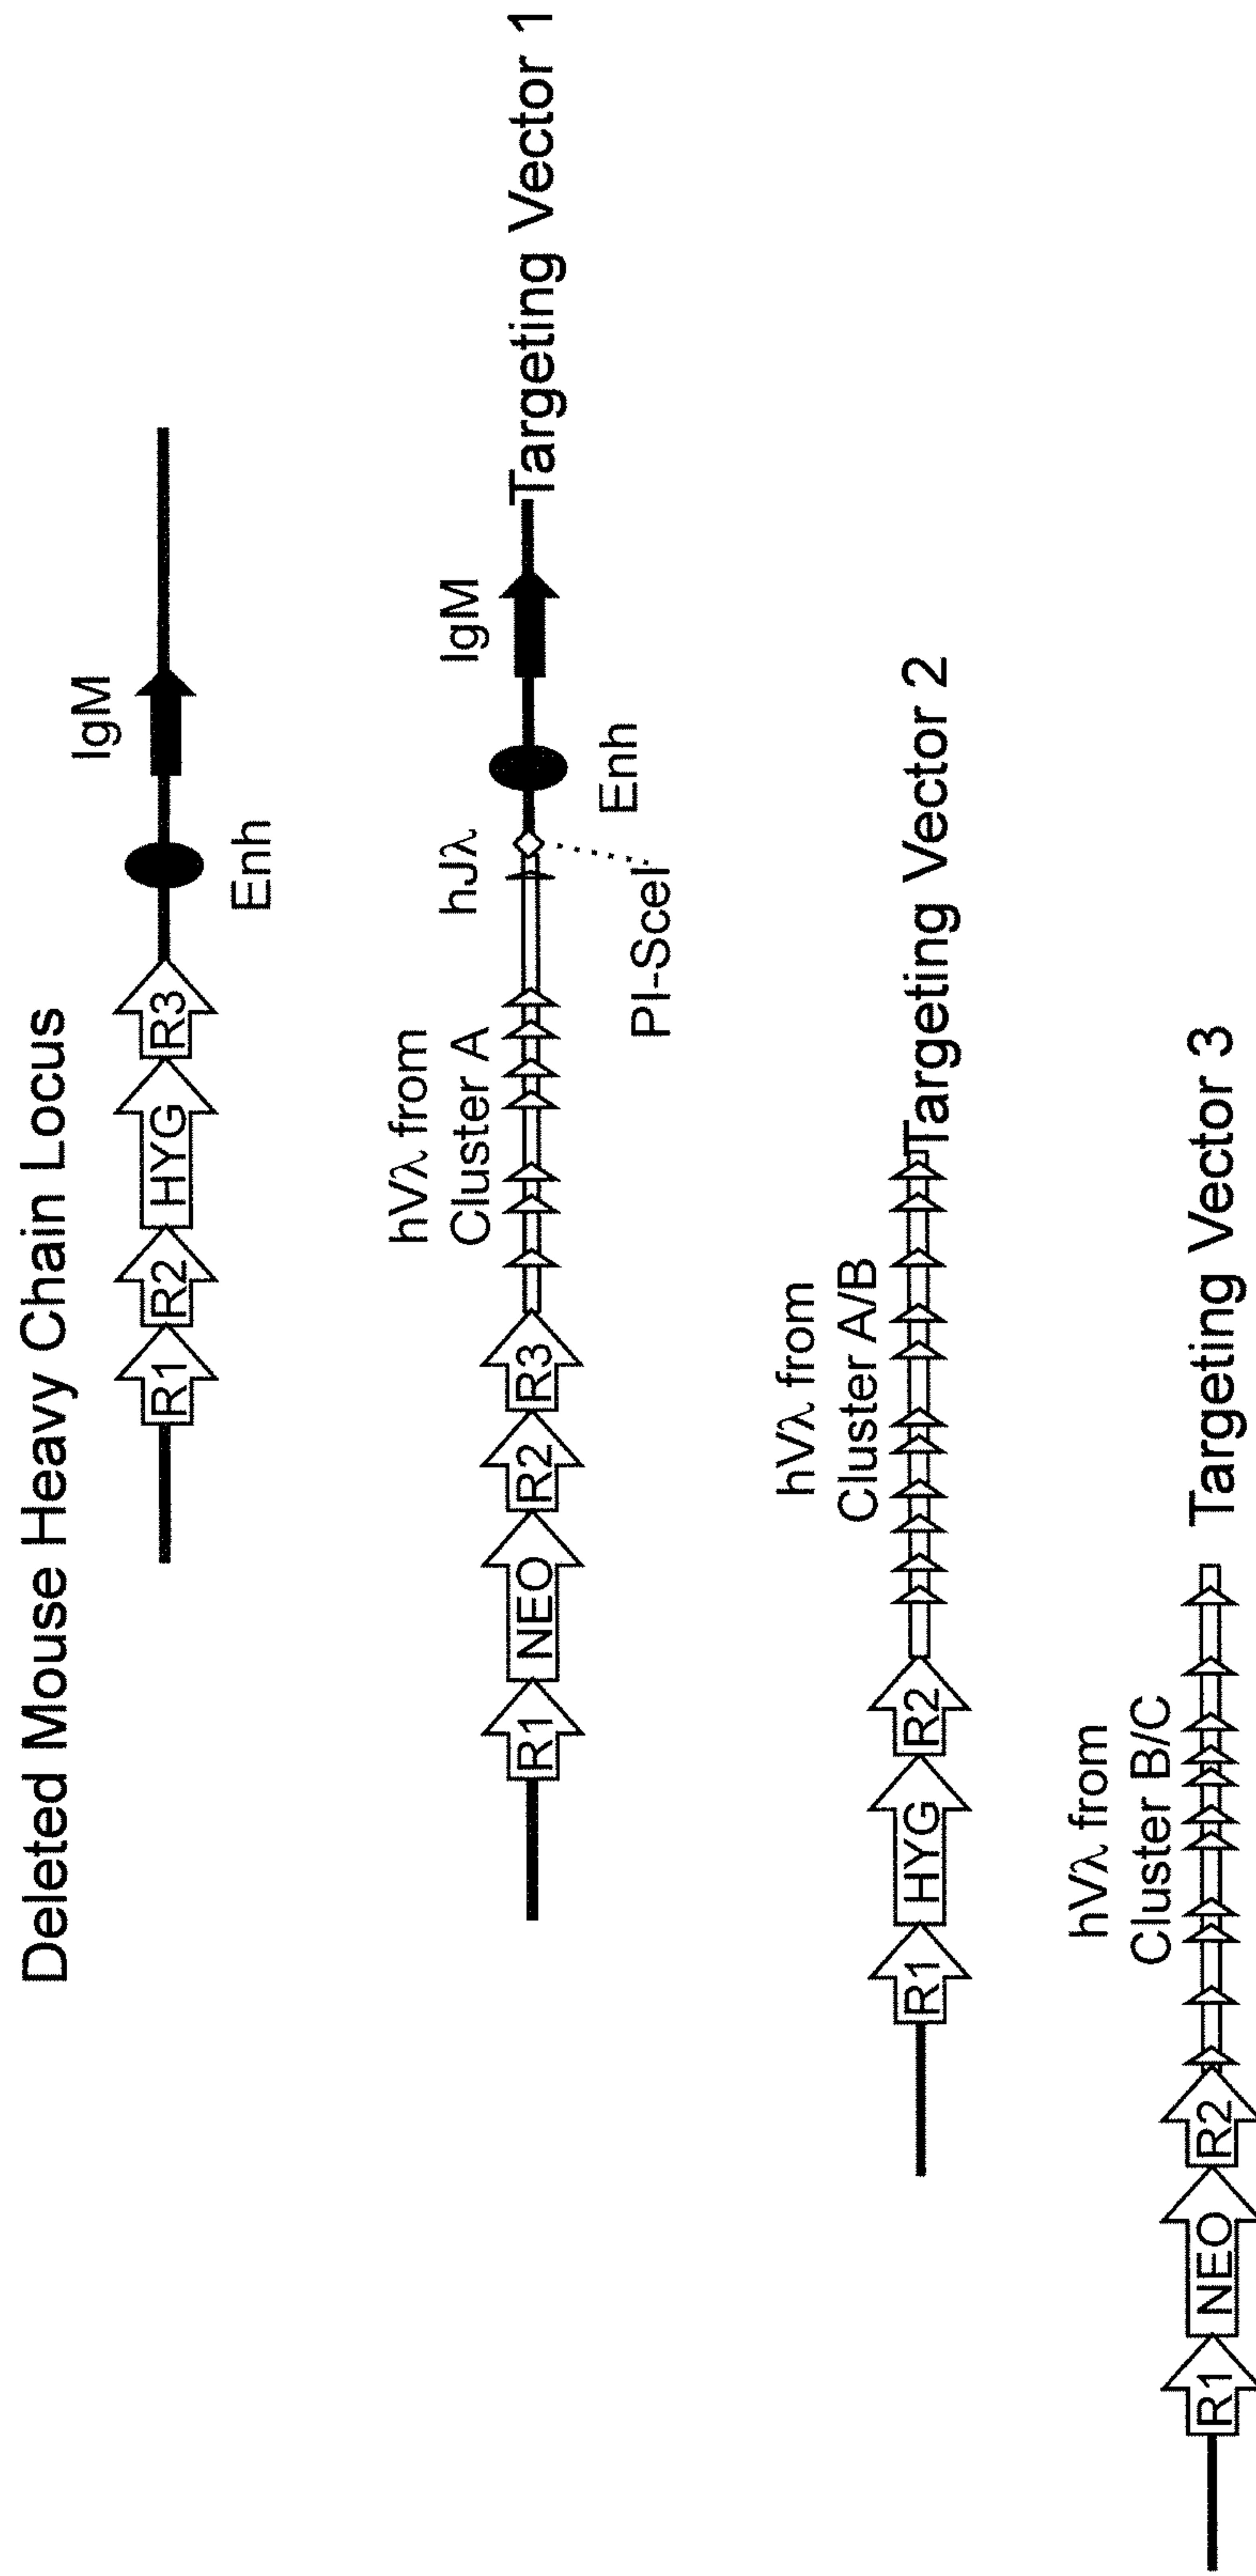 Deleted Mouse Heavy Chain Locus
R1 R2 HYG R3
IgM
Enh
hVλ from
Cluster A
hJλ
IgM
R1 NEO R2 R3
Targeting Vector 1
PI-SceI
Enh
hVλ from
Cluster A/B
R1 HYG R2
Targeting Vector 2
hVλ from
Cluster B/C
R1 NEO R2
Targeting Vector 3